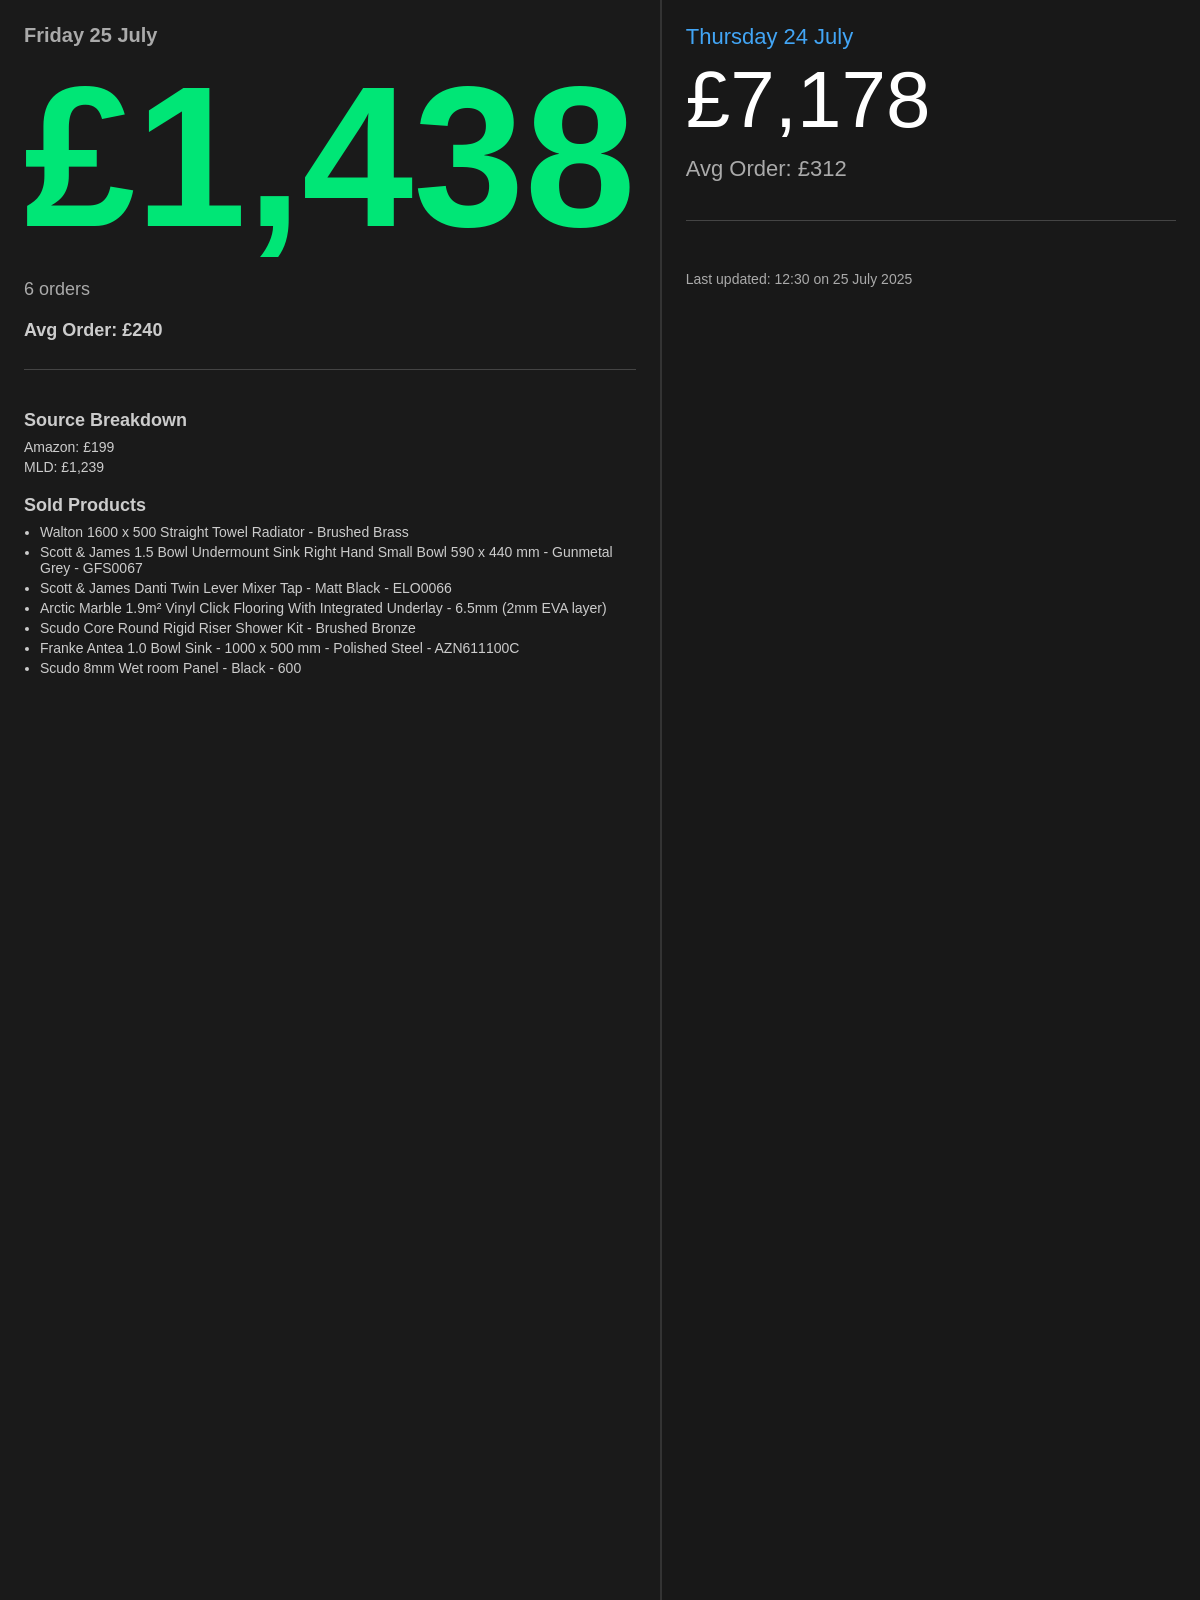 Friday 25 July
£1,438
6 orders
Avg Order: £240
Source Breakdown
Amazon: £199
MLD: £1,239
Sold Products
• Walton 1600 x 500 Straight Towel Radiator - Brushed Brass
• Scott & James 1.5 Bowl Undermount Sink Right Hand Small Bowl 590 x 440 mm - Gunmetal
Grey - GFS0067
• Scott & James Danti Twin Lever Mixer Tap - Matt Black - ELO0066
• Arctic Marble 1.9m² Vinyl Click Flooring With Integrated Underlay - 6.5mm (2mm EVA layer)
• Scudo Core Round Rigid Riser Shower Kit - Brushed Bronze
• Franke Antea 1.0 Bowl Sink - 1000 x 500 mm - Polished Steel - AZN611100C
• Scudo 8mm Wet room Panel - Black - 600
Thursday 24 July
£7,178
Avg Order: £312
Last updated: 12:30 on 25 July 2025